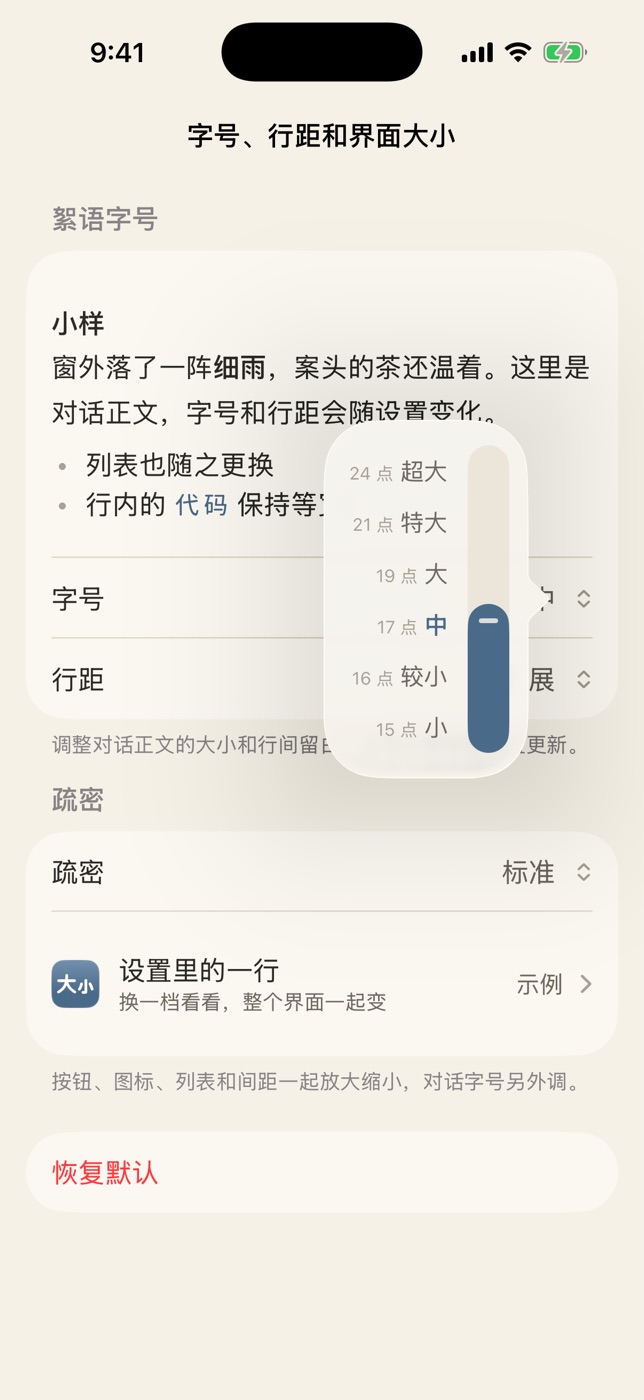 9:41
字号、行距和界面大小
絮语字号
小样
窗外落了一阵细雨，案头的茶还温着。这里是
对话正文，字号和行距会随设置变化。
列表也随之更换
行内的 代码 保持等
24 点 超大
21 点 特大
19 点 大
17 点 中
16 点 较小
15 点 小
字号
行距
展
调整对话正文的大小和行间留
更新。
疏密
疏密
标准
大小
设置里的一行
换一档看看，整个界面一起变
示例
按钮、图标、列表和间距一起放大缩小，对话字号另外调。
恢复默认